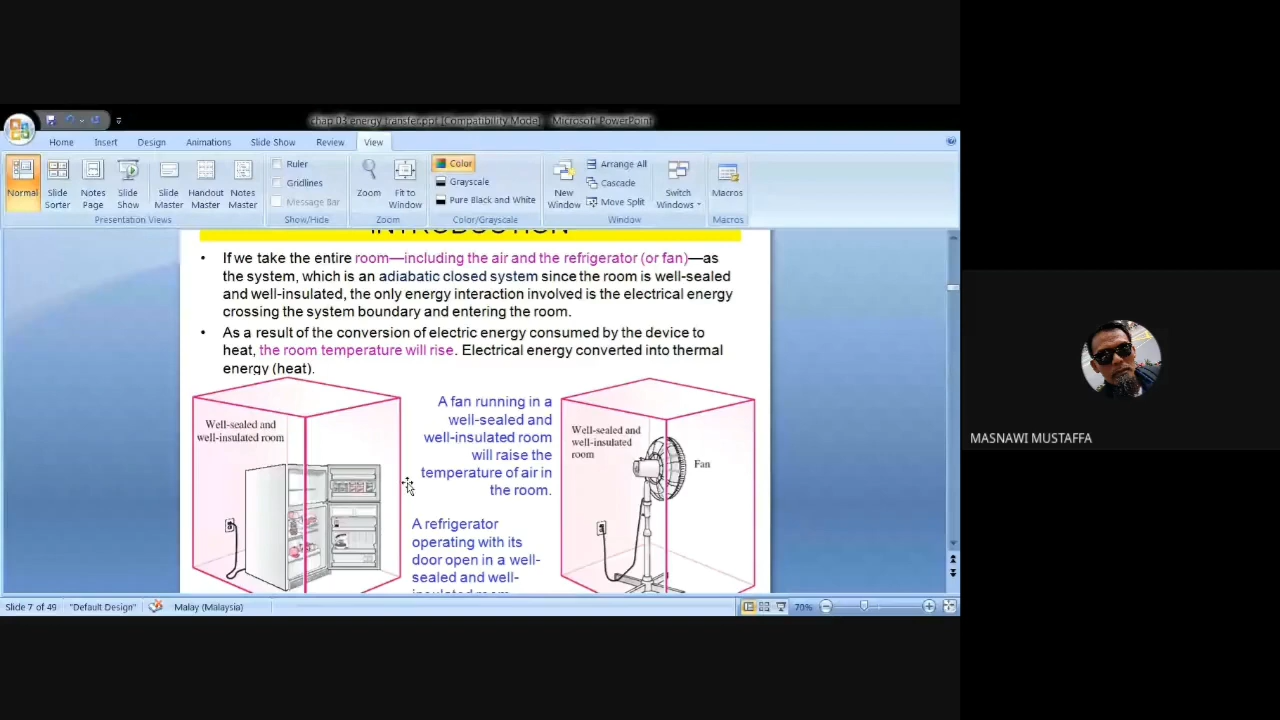 chap 03 energy transfer.ppt [Compatibility Mode] - Microsoft PowerPoint
Home Insert Design Animations Slide Show Review View
Normal Slide Sorter Notes Page Slide Show Slide Master Handout Master Notes Master
Presentation Views
Ruler
Gridlines
Message Bar
Show/Hide
Zoom Fit to Window
Zoom
Color
Grayscale
Pure Black and White
Color/Grayscale
New Window
Arrange All
Cascade
Move Split
Switch Windows
Window
Macros
Macros
INTRODUCTION
• If we take the entire room—including the air and the refrigerator (or fan)—as
the system, which is an adiabatic closed system since the room is well-sealed
and well-insulated, the only energy interaction involved is the electrical energy
crossing the system boundary and entering the room.
• As a result of the conversion of electric energy consumed by the device to
heat, the room temperature will rise. Electrical energy converted into thermal
energy (heat).
Well-sealed and
well-insulated room
A fan running in a
well-sealed and
well-insulated room
will raise the
temperature of air in
the room.
Well-sealed and
well-insulated
room
Fan
A refrigerator
operating with its
door open in a well-
sealed and well-
insulated room
MASNAWI MUSTAFFA
Slide 7 of 49 "Default Design" Malay (Malaysia) 70%